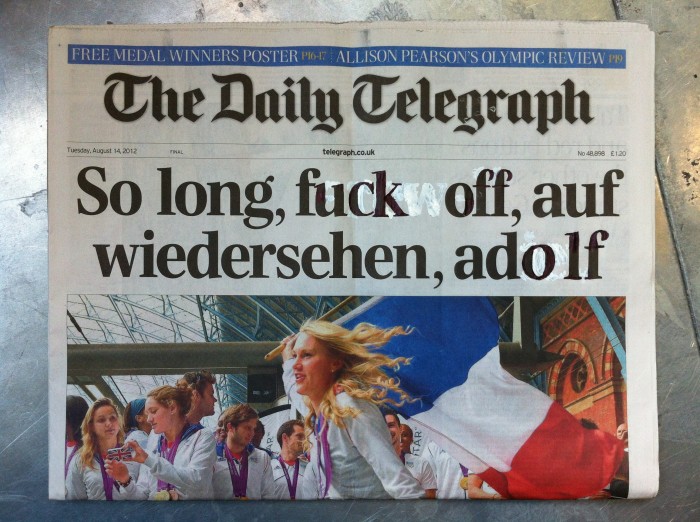 FREE MEDAL WINNERS POSTER P16-17 | ALLISON PEARSON'S OLYMPIC REVIEW P19
The Daily Telegraph
Tuesday, August 14, 2012 FINAL telegraph.co.uk No 48,898 £1.20
So long, fuck off, auf
wiedersehen, adolf